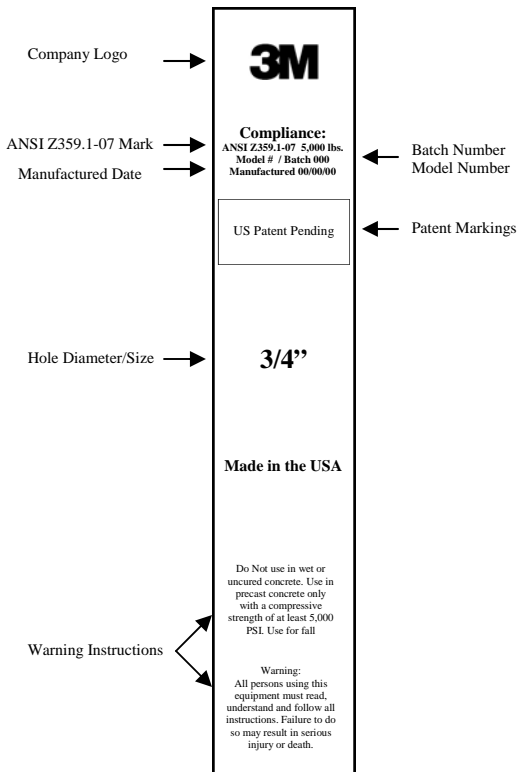 Company Logo
3M
ANSI Z359.1-07 Mark
Manufactured Date
Compliance:
ANSI Z359.1-07 5,000 lbs.
Model # / Batch 000
Manufactured 00/00/00
Batch Number
Model Number
US Patent Pending
Patent Markings
Hole Diameter/Size
3/4”
Made in the USA
Do Not use in wet or
uncured concrete. Use in
precast concrete only
with a compressive
strength of at least 5,000
PSI. Use for fall
Warning Instructions
Warning:
All persons using this
equipment must read,
understand and follow all
instructions. Failure to do
so may result in serious
injury or death.